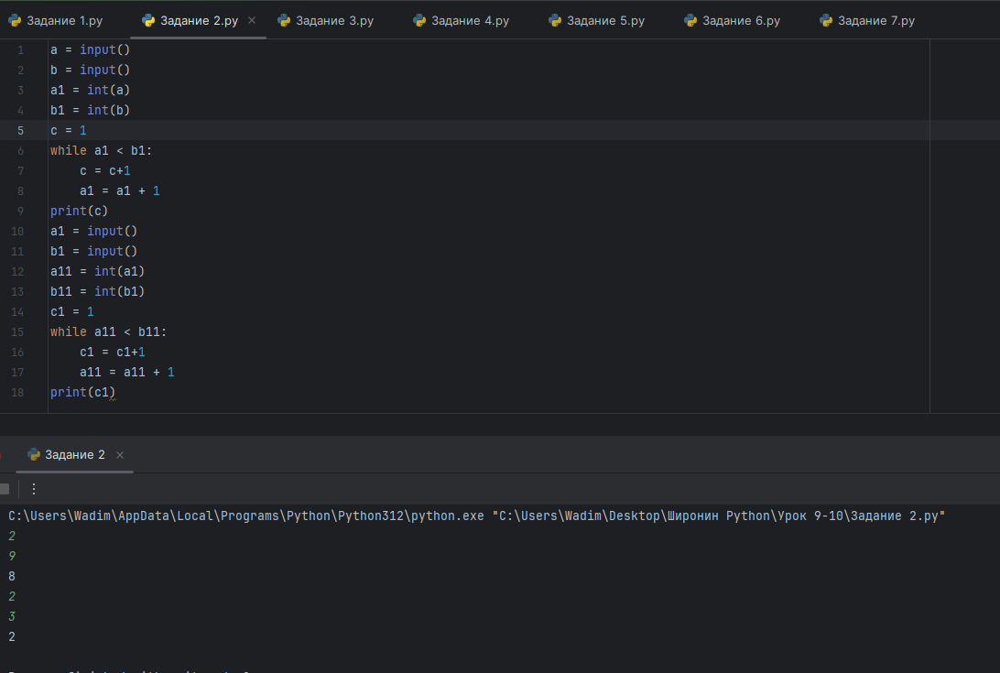 Задание 1.py Задание 2.py Задание 3.py Задание 4.py Задание 5.py Задание 6.py Задание 7.py
1 a = input()
2 b = input()
3 a1 = int(a)
4 b1 = int(b)
5 c = 1
6 while a1 < b1:
7 c = c+1
8 a1 = a1 + 1
9 print(c)
10 a1 = input()
11 b1 = input()
12 a11 = int(a1)
13 b11 = int(b1)
14 c1 = 1
15 while a11 < b11:
16 c1 = c1+1
17 a11 = a11 + 1
18 print(c1)
Задание 2
C:\Users\Wadim\AppData\Local\Programs\Python\Python312\python.exe "C:\Users\Wadim\Desktop\Широнин Python\Урок 9-10\Задание 2.py"
2
9
8
2
3
2